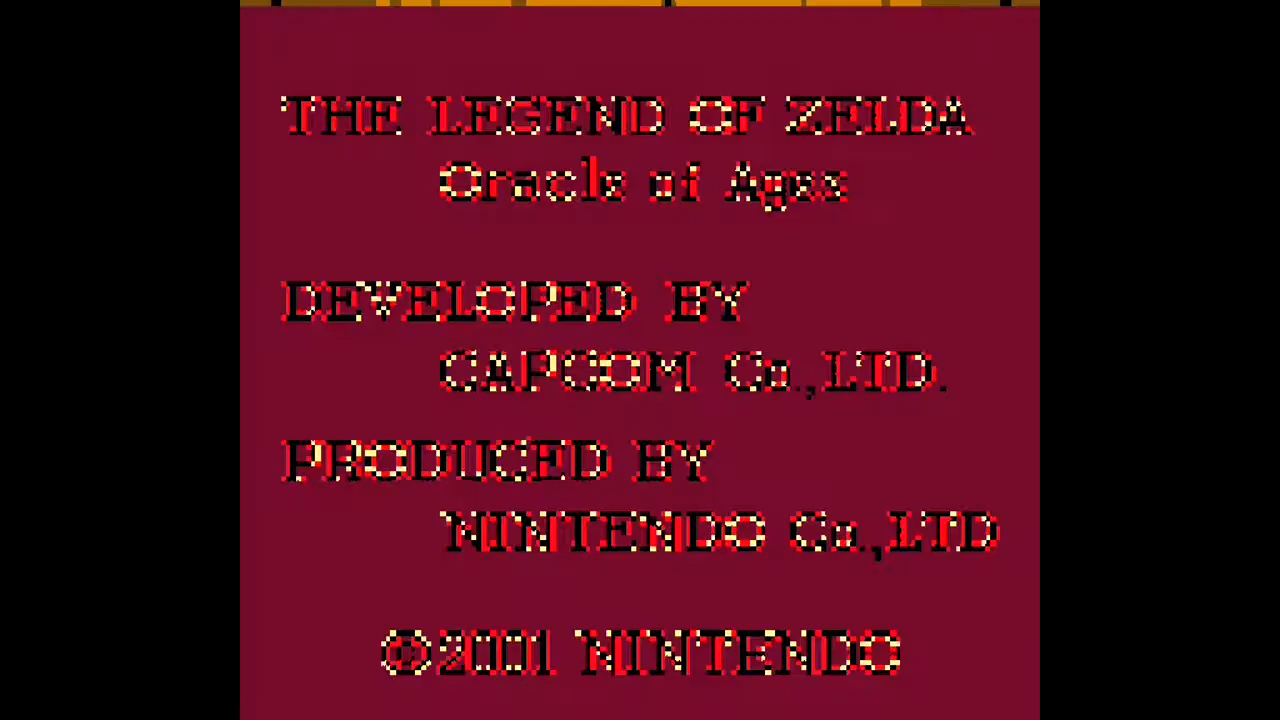 THE LEGEND OF ZELDA
Oracle of Ages
DEVELOPED BY
CAPCOM Co.,LTD.
PRODUCED BY
NINTENDO Co.,LTD
©2001 NINTENDO